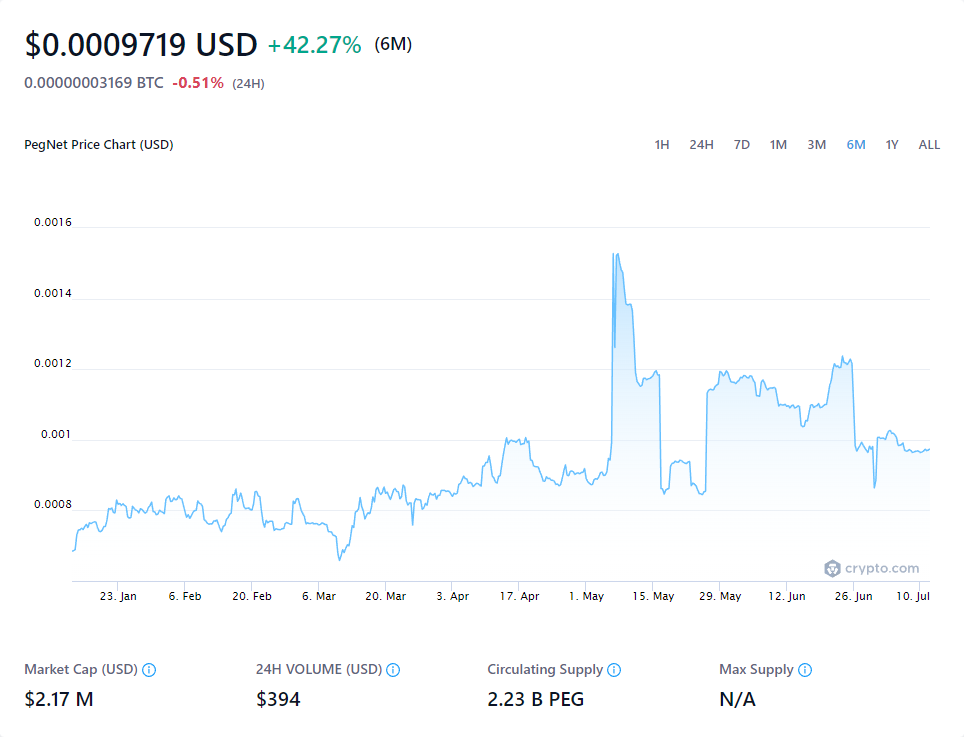 $0.0009719 USD +42.27% (6M)
0.00000003169 BTC -0.51% (24H)
PegNet Price Chart (USD) 1H 24H 7D 1M 3M 6M 1Y ALL
0.0016
0.0014
0.0012
0.001
0.0008
crypto.com
23. Jan 6. Feb 20. Feb 6. Mar 20. Mar 3. Apr 17. Apr 1. May 15. May 29. May 12. Jun 26. Jun 10. Jul
Market Cap (USD) 24H VOLUME (USD) Circulating Supply Max Supply
$2.17 M $394 2.23 B PEG N/A